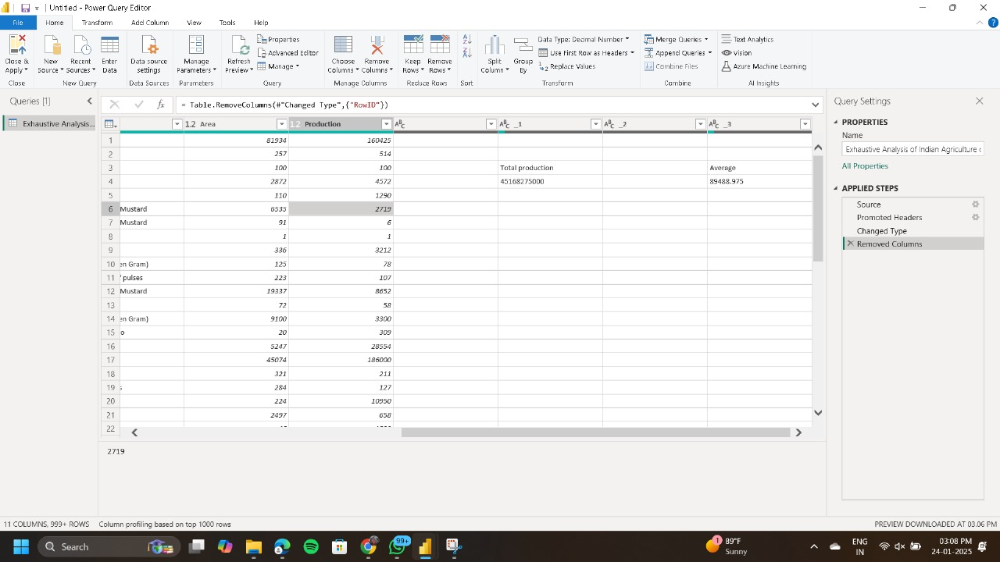 Untitled - Power Query Editor
File Home Transform Add Column View Tools Help
Close & Apply
New Source
Recent Sources
Enter Data
Data source settings
Manage Parameters
Refresh Preview
Properties
Advanced Editor
Manage
Choose Columns
Remove Columns
Keep Rows
Remove Rows
Split Column
Group By
Data Type: Decimal Number
Use First Row as Headers
Replace Values
Merge Queries
Append Queries
Combine Files
Text Analytics
Vision
Azure Machine Learning
Close New Query Data Sources Parameters Query Manage Columns Reduce Rows Sort Transform Combine AI Insights
Queries [1]
Exhaustive Analysis...
= Table.RemoveColumns(#"Changed Type",{"RowID"})
1.2 Area 1.2 Production ABC ABC _1 ABC _2 ABC _3
1 81934 160425
2 257 514
3 100 100 Total production Average
4 2872 4572 45168275000 89488.975
5 110 1290
6 Mustard 6535 2719
7 Mustard 91 6
8 1 1
9 336 3212
10 en Gram) 125 78
11 pulses 223 107
12 Mustard 19337 8652
13 72 58
14 en Gram) 9100 3300
15 o 20 309
16 5247 28554
17 45074 186000
18 321 211
19 s 284 127
20 224 10950
21 2497 658
22
2719
Query Settings
PROPERTIES
Name
Exhaustive Analysis of Indian Agriculture
All Properties
APPLIED STEPS
Source
Promoted Headers
Changed Type
Removed Columns
11 COLUMNS, 999+ ROWS Column profiling based on top 1000 rows
PREVIEW DOWNLOADED AT 03:06 PM
Search
99+
1
89°F
Sunny
ENG
IN
03:08 PM
24-01-2025